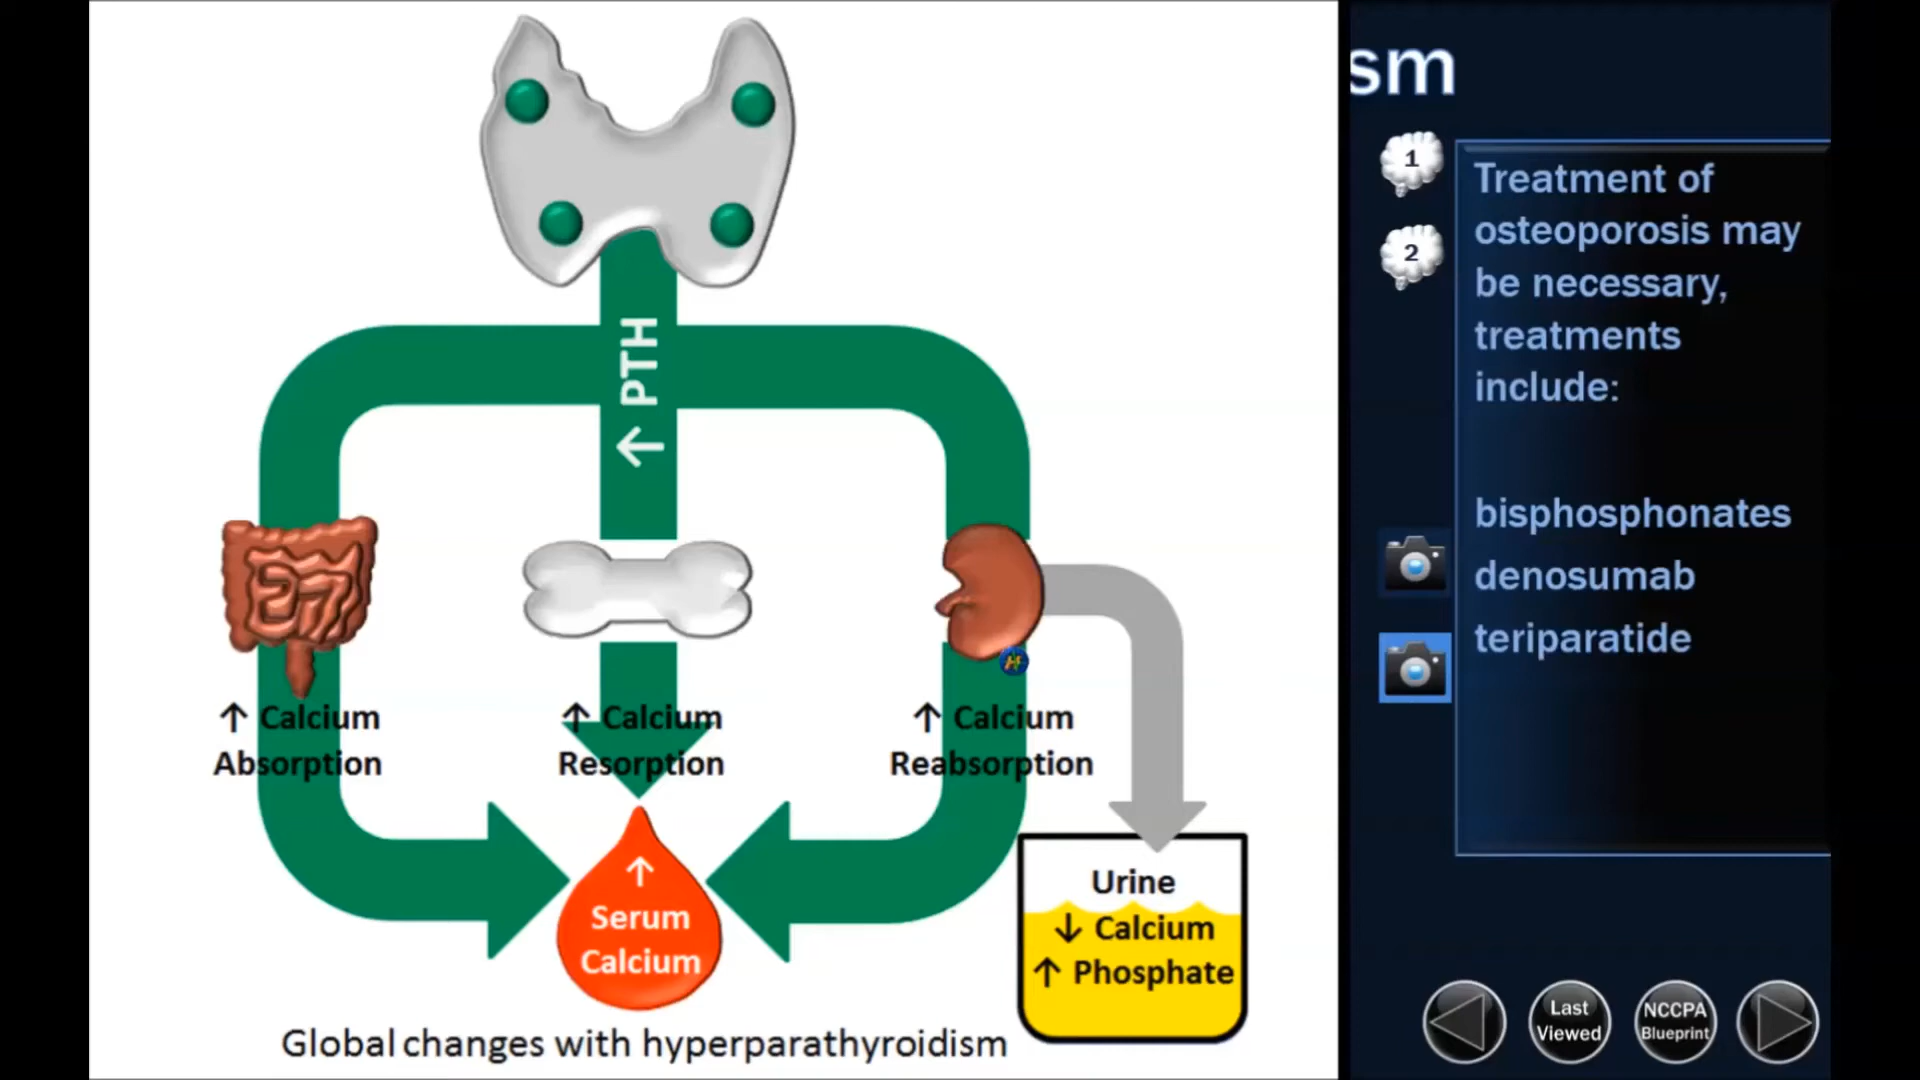 ↑ PTH
↑ Calcium
Absorption
↑ Calcium
Resorption
↑ Calcium
Reabsorption
↑
Serum
Calcium
Urine
↓ Calcium
↑ Phosphate
Global changes with hyperparathyroidism
sm
1
2
Treatment of
osteoporosis may
be necessary,
treatments
include:
bisphosphonates
denosumab
teriparatide
Last
Viewed
NCCPA
Blueprint